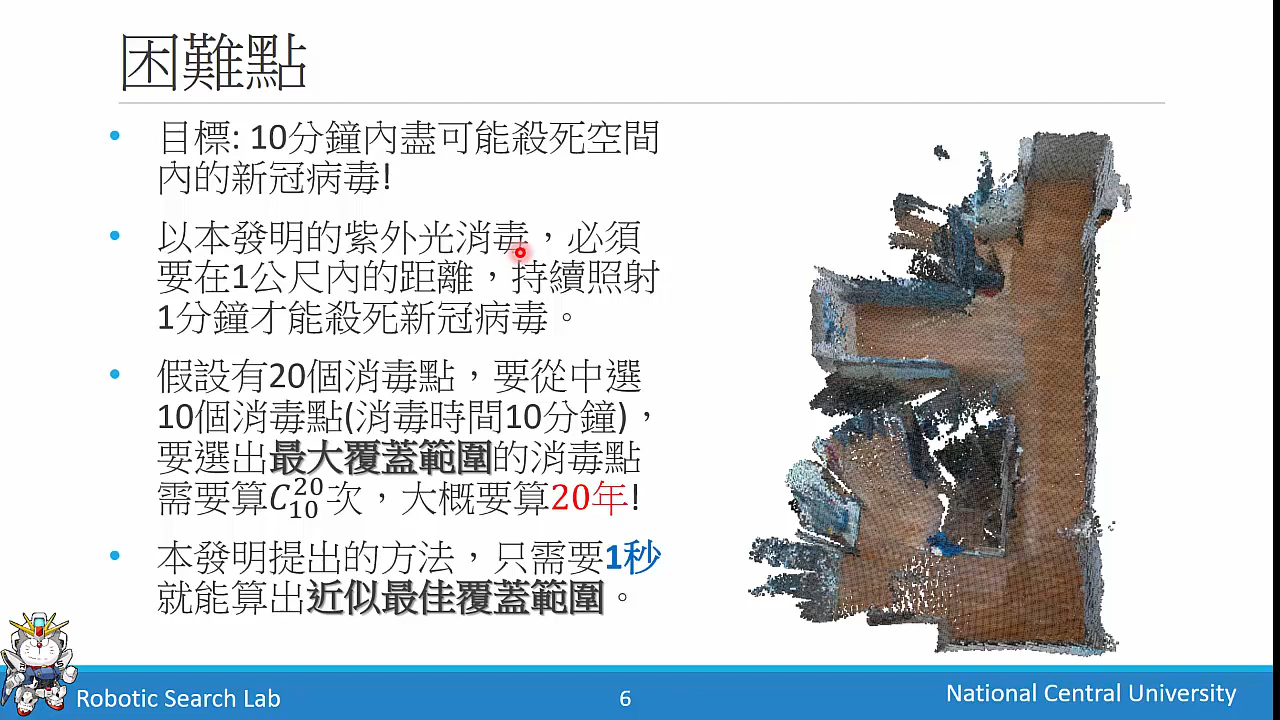 困難點
• 目標: 10分鐘內盡可能殺死空間
內的新冠病毒!
• 以本發明的紫外光消毒，必須
要在1公尺內的距離，持續照射
1分鐘才能殺死新冠病毒。
• 假設有20個消毒點，要從中選
10個消毒點(消毒時間10分鐘)，
要選出最大覆蓋範圍的消毒點
需要算$C_{10}^{20}$次，大概要算20年!
• 本發明提出的方法，只需要1秒
就能算出近似最佳覆蓋範圍。
Robotic Search Lab
6
National Central University